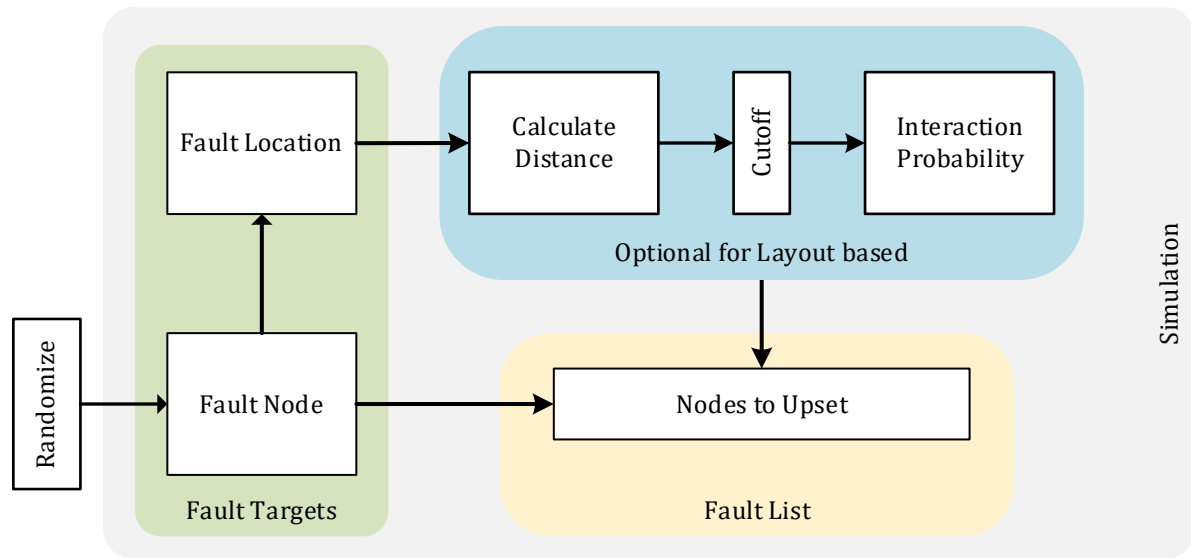 Fault Location
Calculate
Distance
Cutoff
Interaction
Probability
Optional for Layout based
Simulation
Randomize
Fault Node
Nodes to Upset
Fault Targets
Fault List